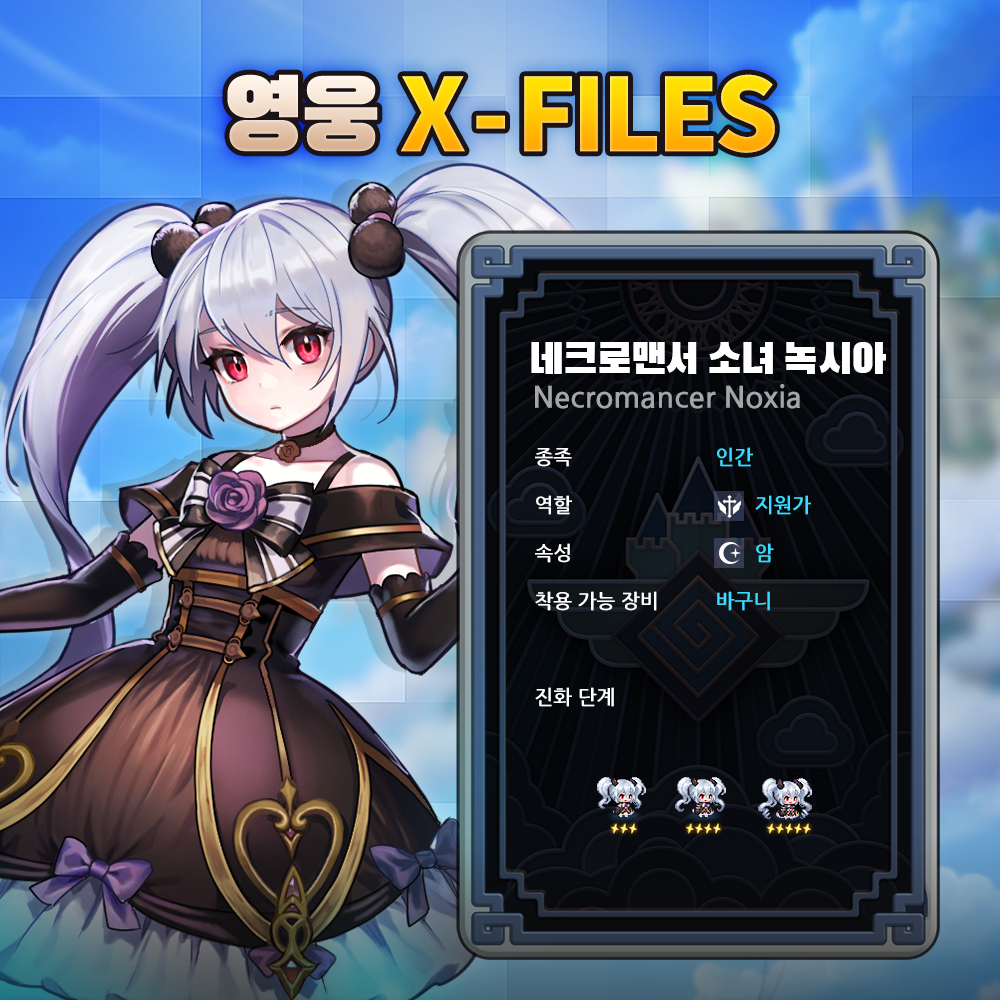 영웅 X-FILES
네크로맨서 소녀 녹시아
Necromancer Noxia
종족 인간
역할 지원가
속성 암
착용 가능 장비 바구니
진화 단계